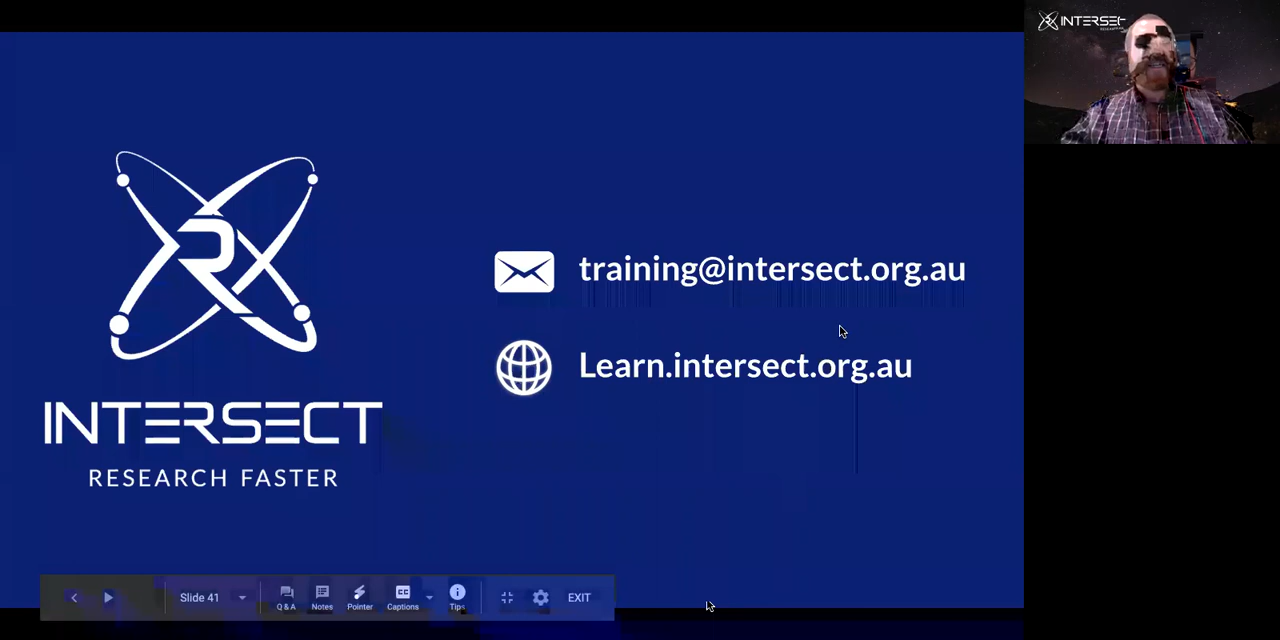 INTERSECT
training@intersect.org.au
Learn.intersect.org.au
INTERSECT
RESEARCH FASTER
Slide 41
Q & A
Notes
Pointer
CC
Captions
Tips
EXIT